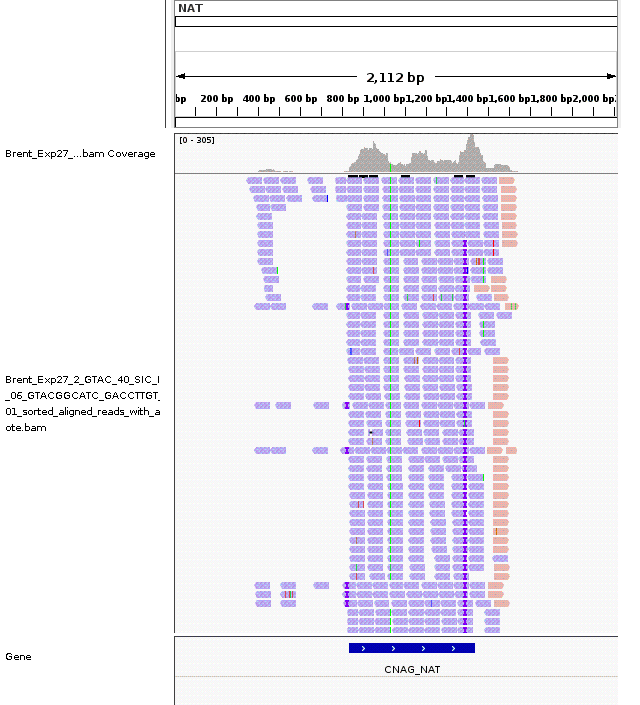 NAT
2,112 bp
bp 200 bp 400 bp 600 bp 800 bp 1,000 bp 1,200 bp 1,400 bp 1,600 bp 1,800 bp 2,000 bp
[0 - 305]
Brent_Exp27_...bam Coverage
Brent_Exp27_2_GTAC_40_SIC_I
_06_GTACGGCATC_GACCTTGT_
01_sorted_aligned_reads_with_a
ote.bam
Gene
CNAG_NAT